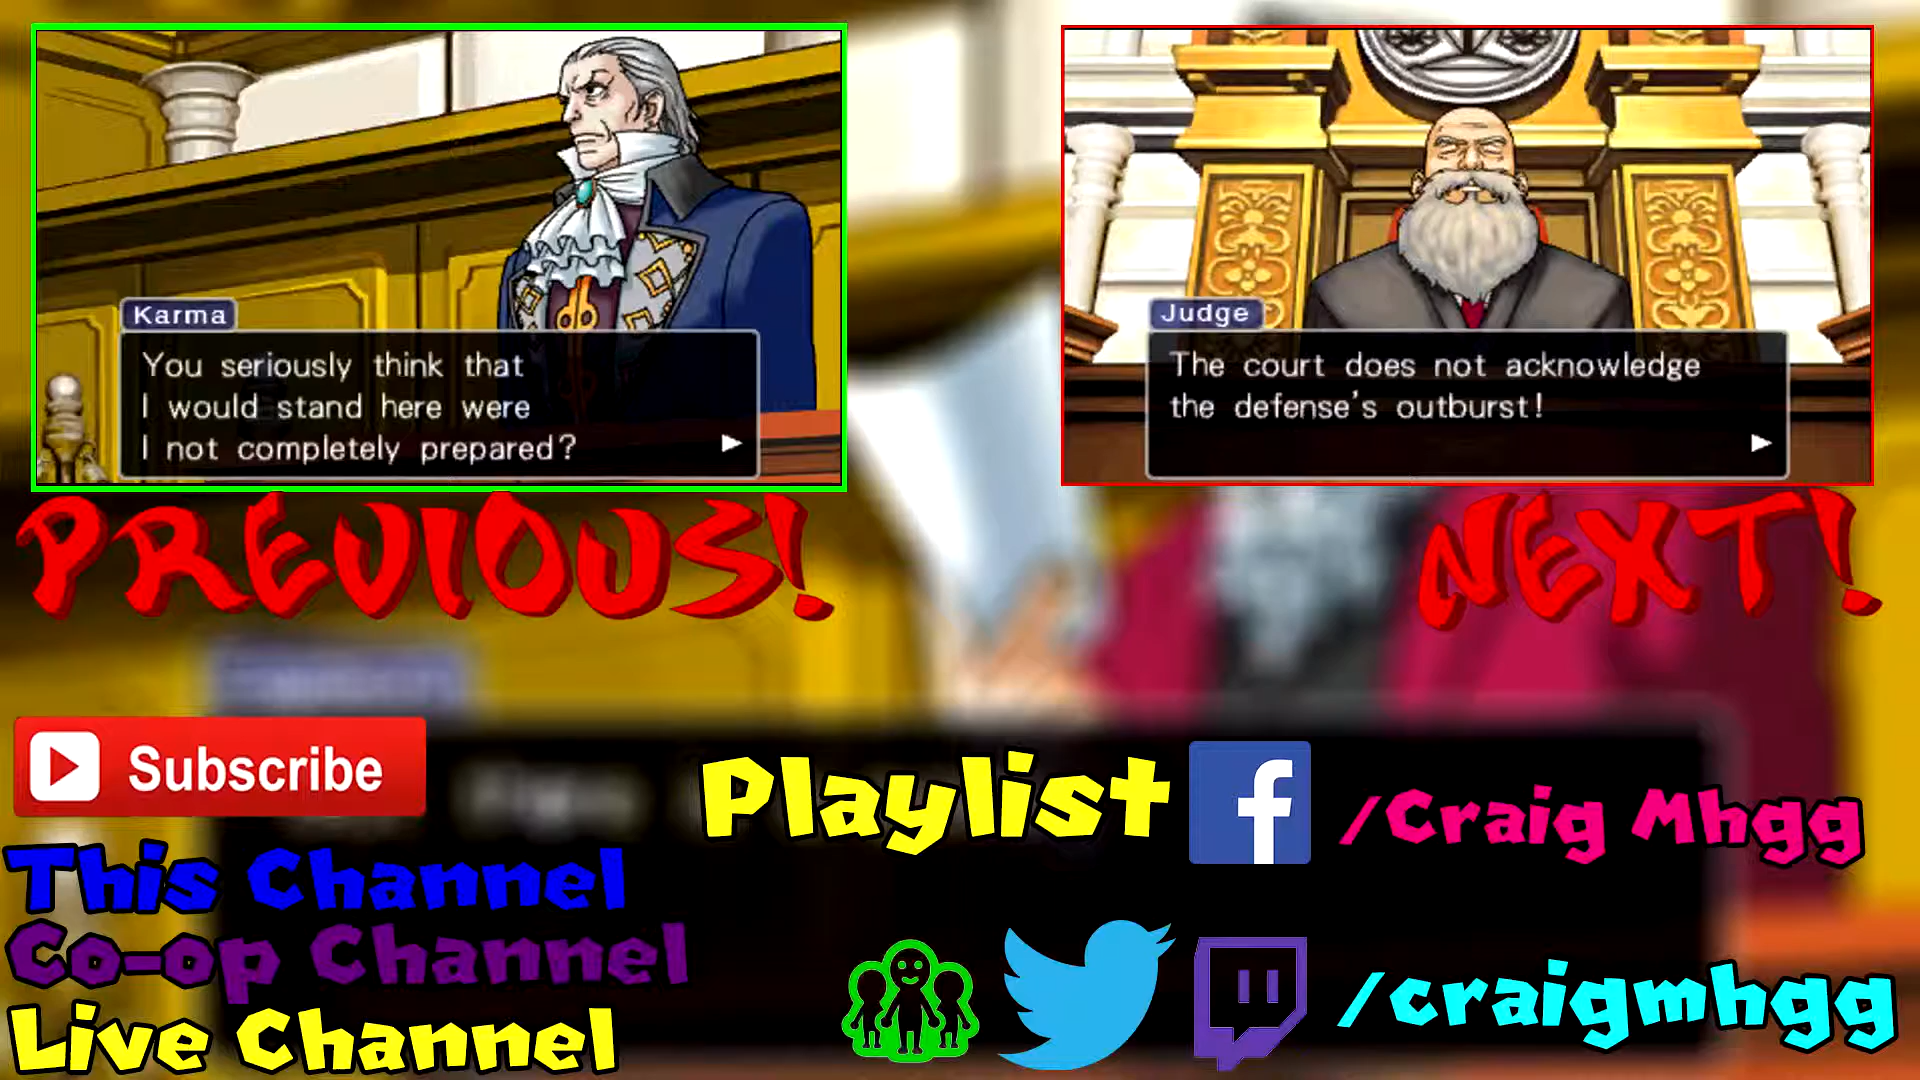 Karma
You seriously think that
I would stand here were
I not completely prepared?
Judge
The court does not acknowledge
the defense's outburst!
PREVIOUS!
NEXT!
Subscribe
Playlist
f
/Craig Mhgg
This Channel
Co-op Channel
Live Channel
/craigmhgg